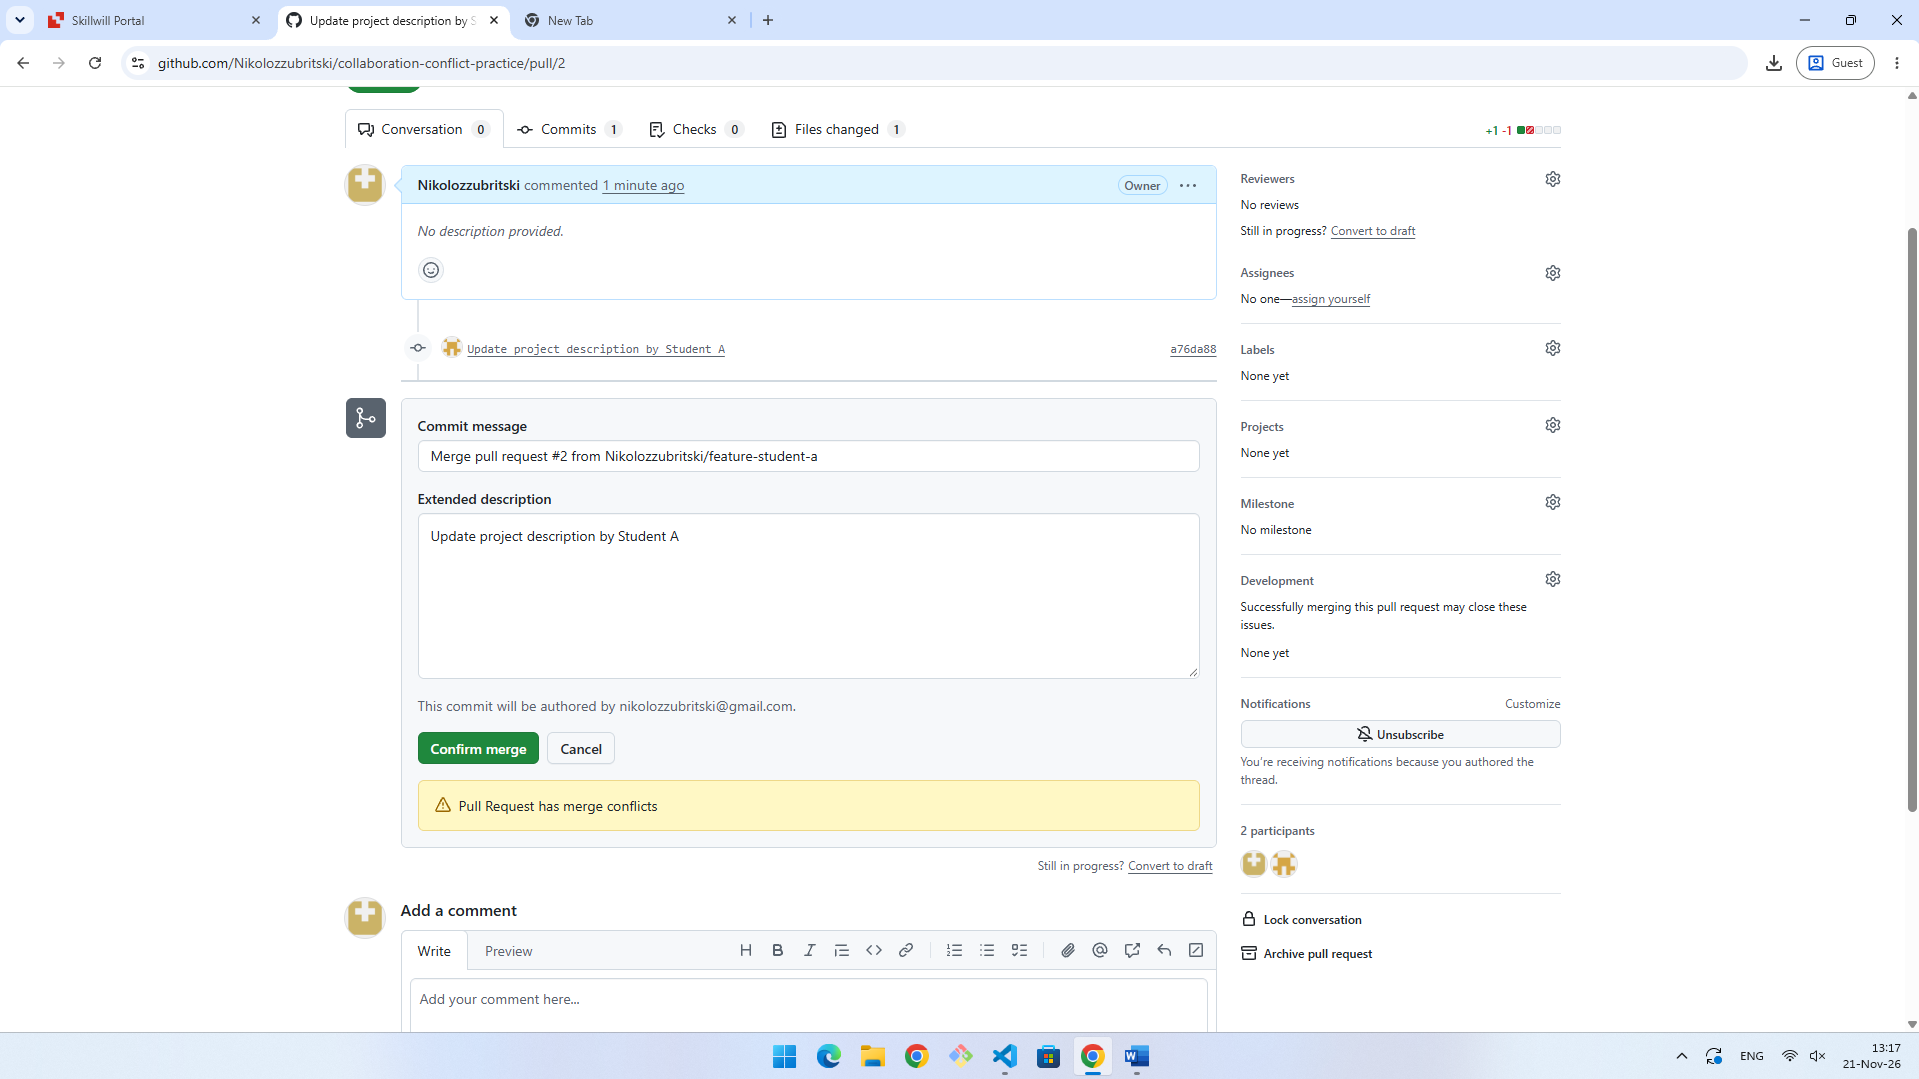 Skillwill Portal
Update project description by S
New Tab
github.com/Nikolozzubritski/collaboration-conflict-practice/pull/2
Guest
Conversation 0
Commits 1
Checks 0
Files changed 1
+1 -1
Nikolozzubritski commented 1 minute ago
Owner
No description provided.
Update project description by Student A
a76da88
Commit message
Merge pull request #2 from Nikolozzubritski/feature-student-a
Extended description
Update project description by Student A
This commit will be authored by nikolozzubritski@gmail.com.
Confirm merge
Cancel
Pull Request has merge conflicts
Still in progress? Convert to draft
Add a comment
Write
Preview
Add your comment here...
Reviewers
No reviews
Still in progress? Convert to draft
Assignees
No one—assign yourself
Labels
None yet
Projects
None yet
Milestone
No milestone
Development
Successfully merging this pull request may close these
issues.
None yet
Notifications
Customize
Unsubscribe
You're receiving notifications because you authored the
thread.
2 participants
Lock conversation
Archive pull request
ENG
13:17
21-Nov-26